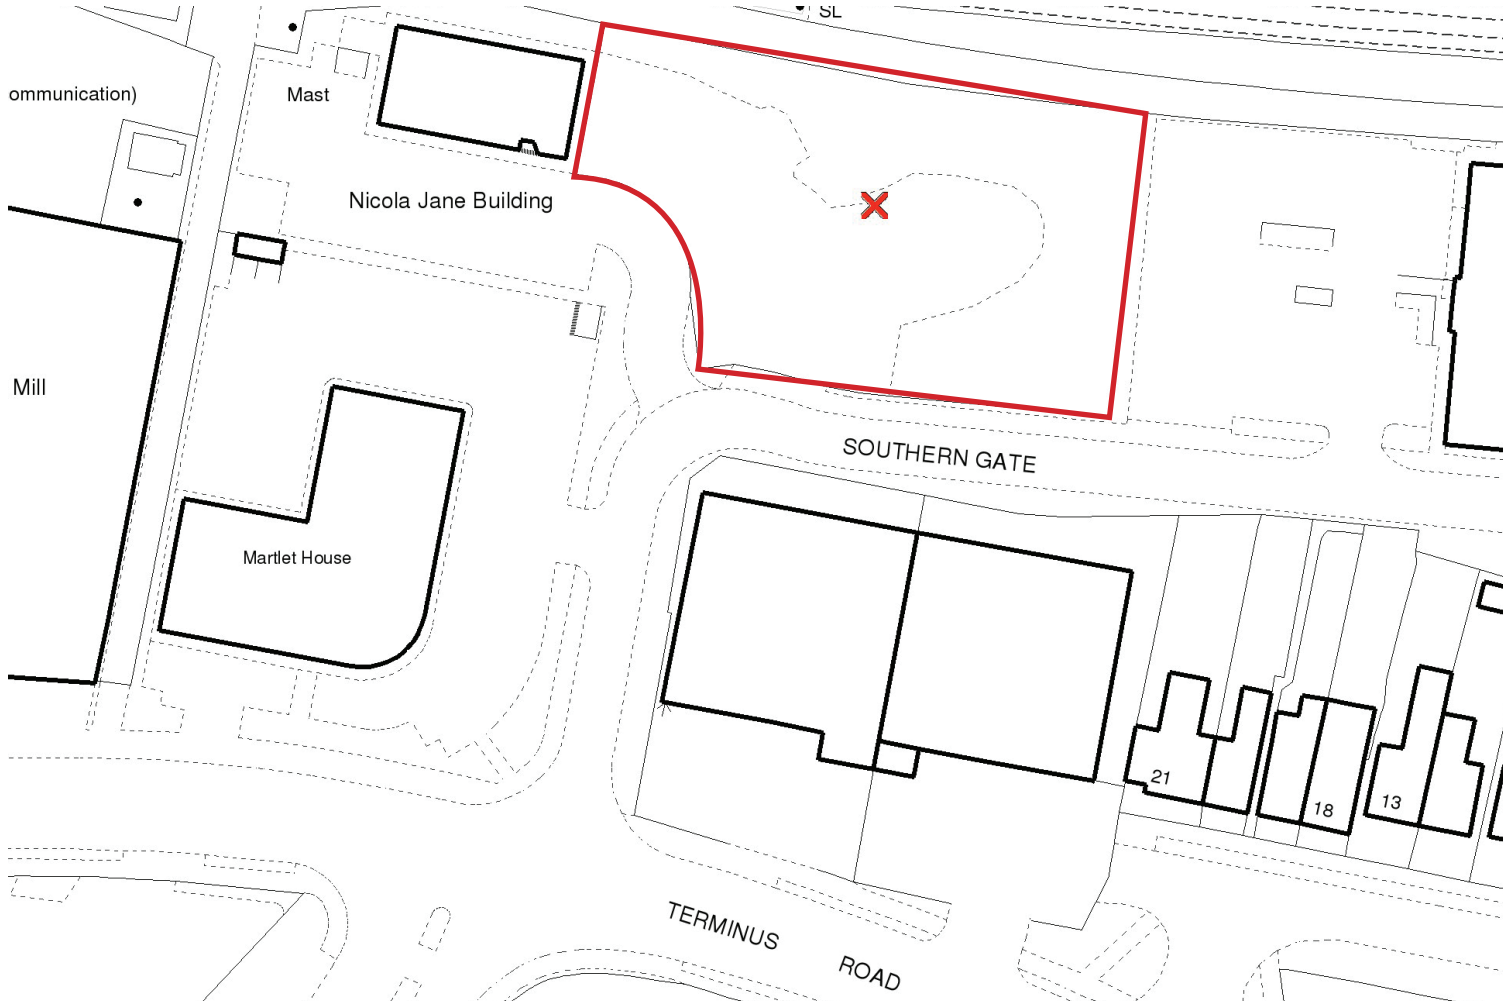 SL
ommunication)
Mast
Nicola Jane Building
Mill
SOUTHERN GATE
Martlet House
21
18
13
TERMINUS
ROAD